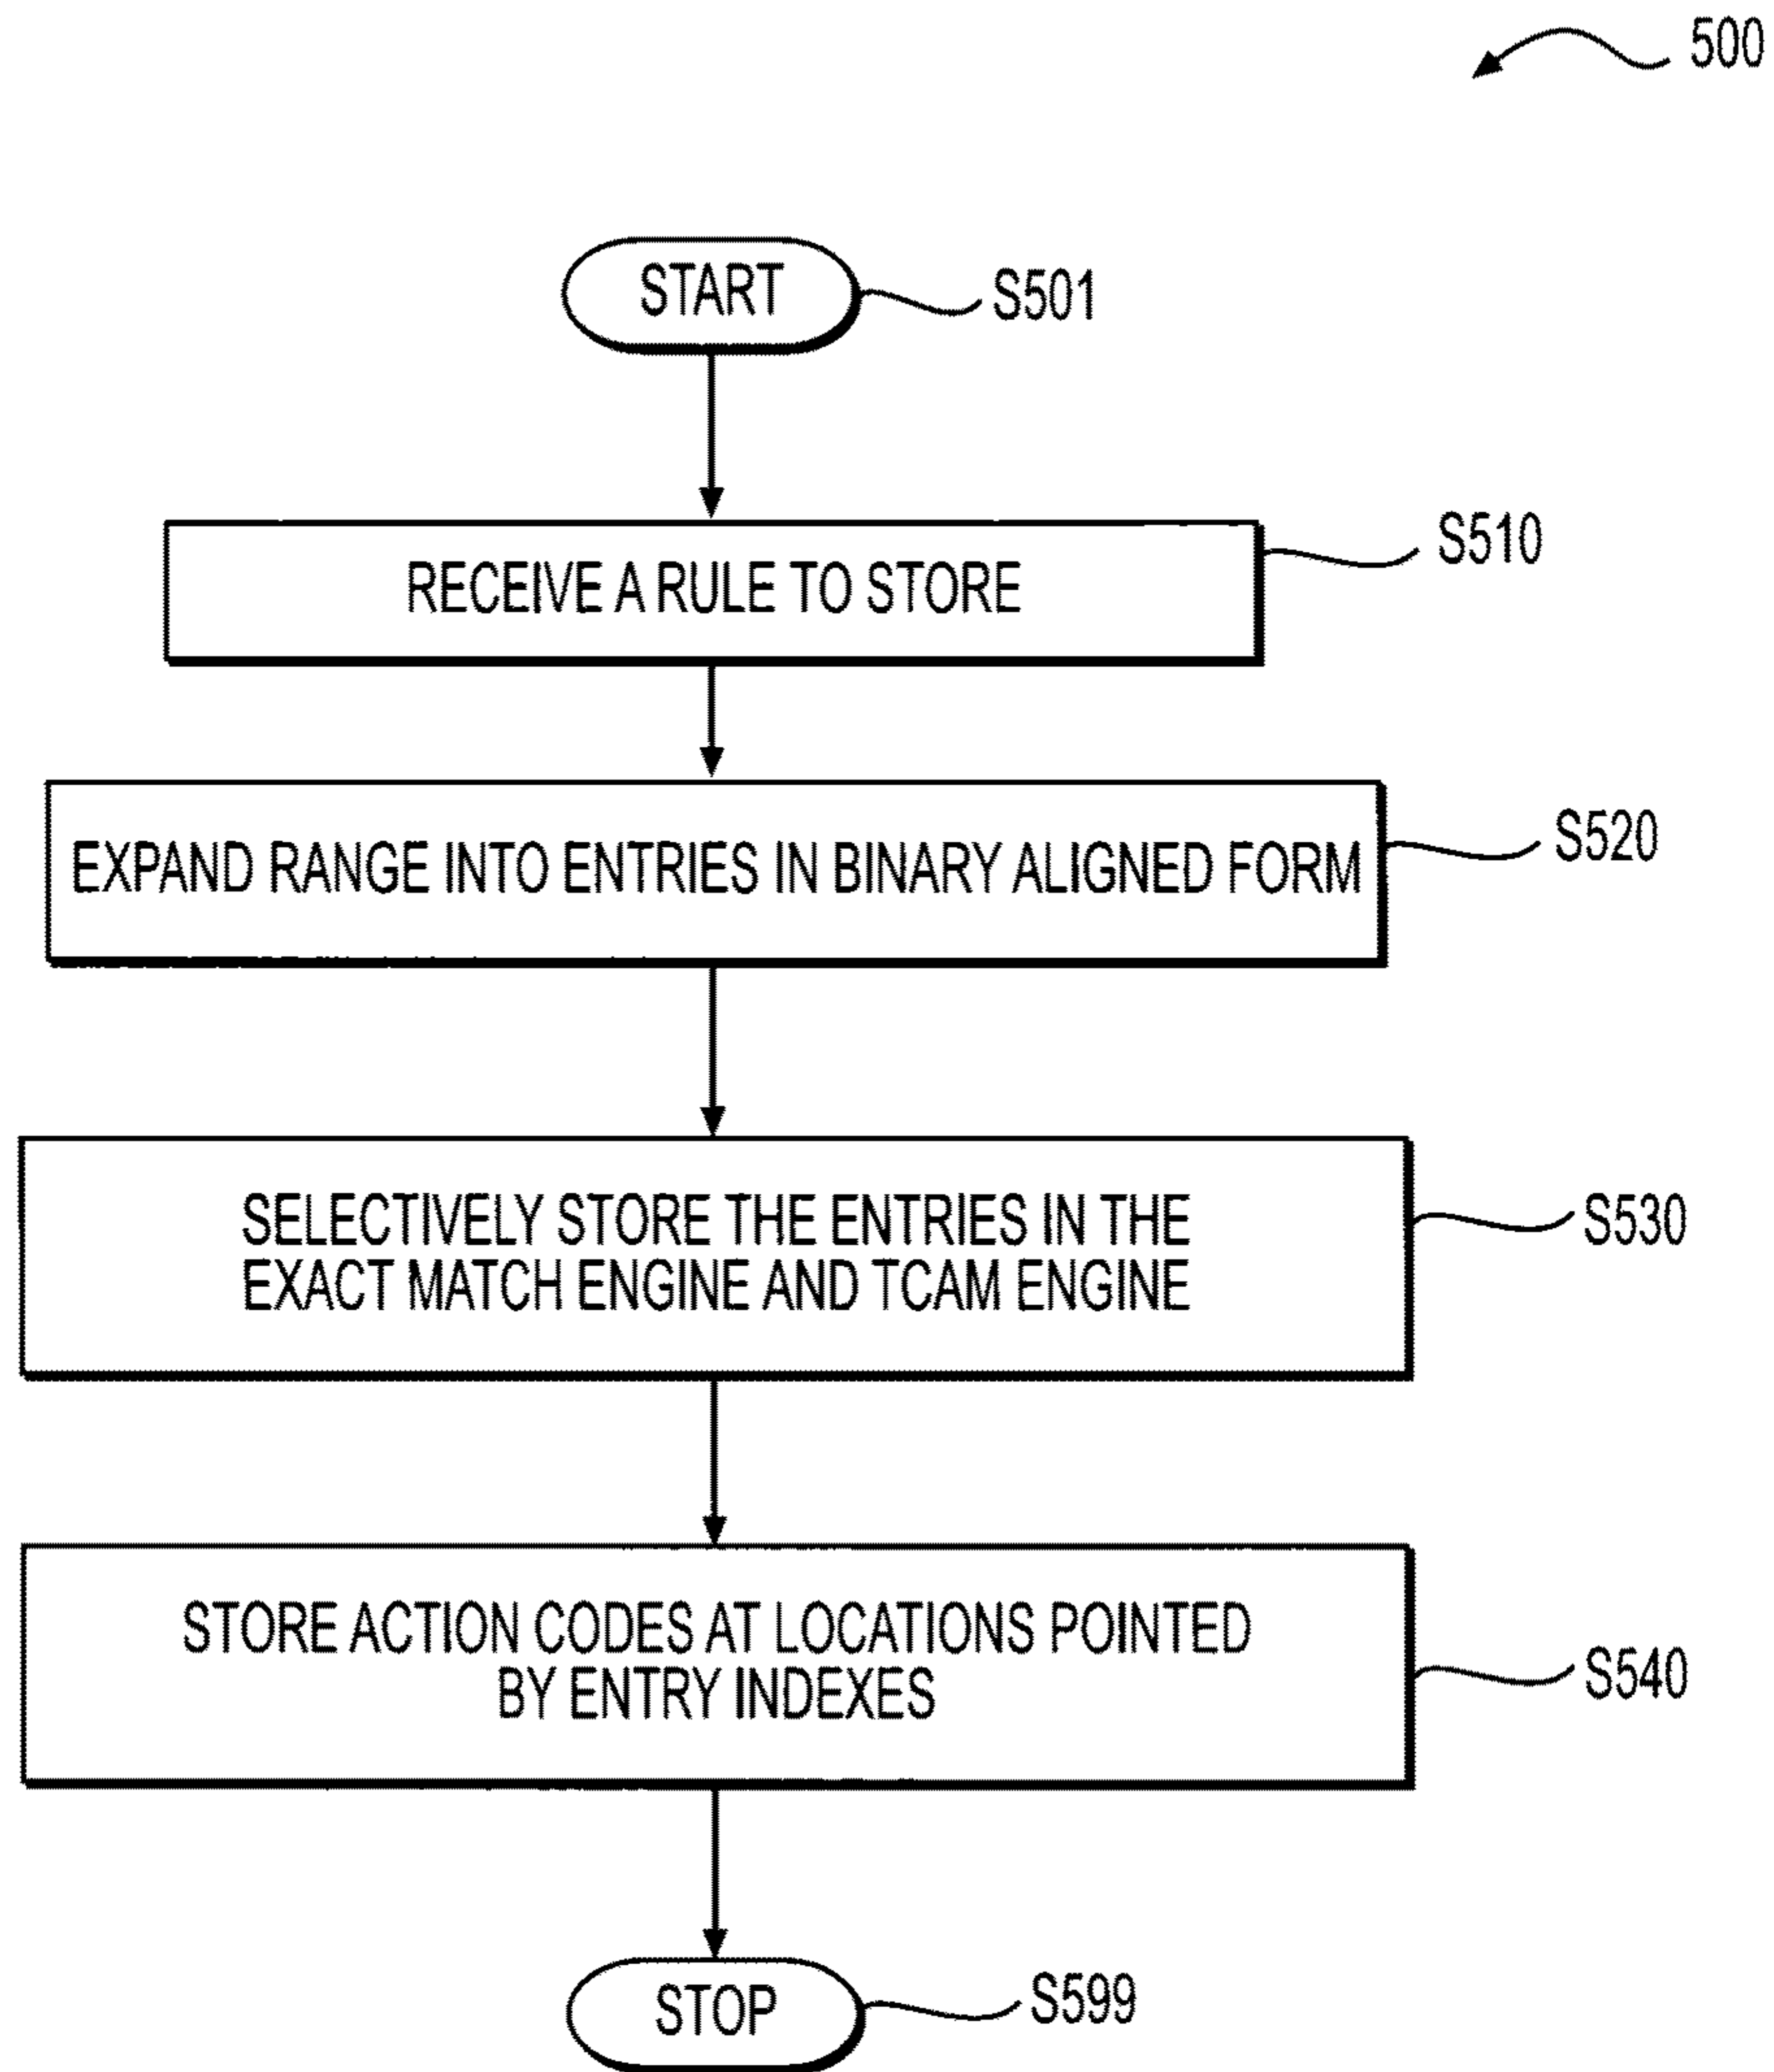 500
START
S501
RECEIVE A RULE TO STORE
S510
EXPAND RANGE INTO ENTRIES IN BINARY ALIGNED FORM
S520
SELECTIVELY STORE THE ENTRIES IN THE
EXACT MATCH ENGINE AND TCAM ENGINE
S530
STORE ACTION CODES AT LOCATIONS POINTED
BY ENTRY INDEXES
S540
STOP
S599